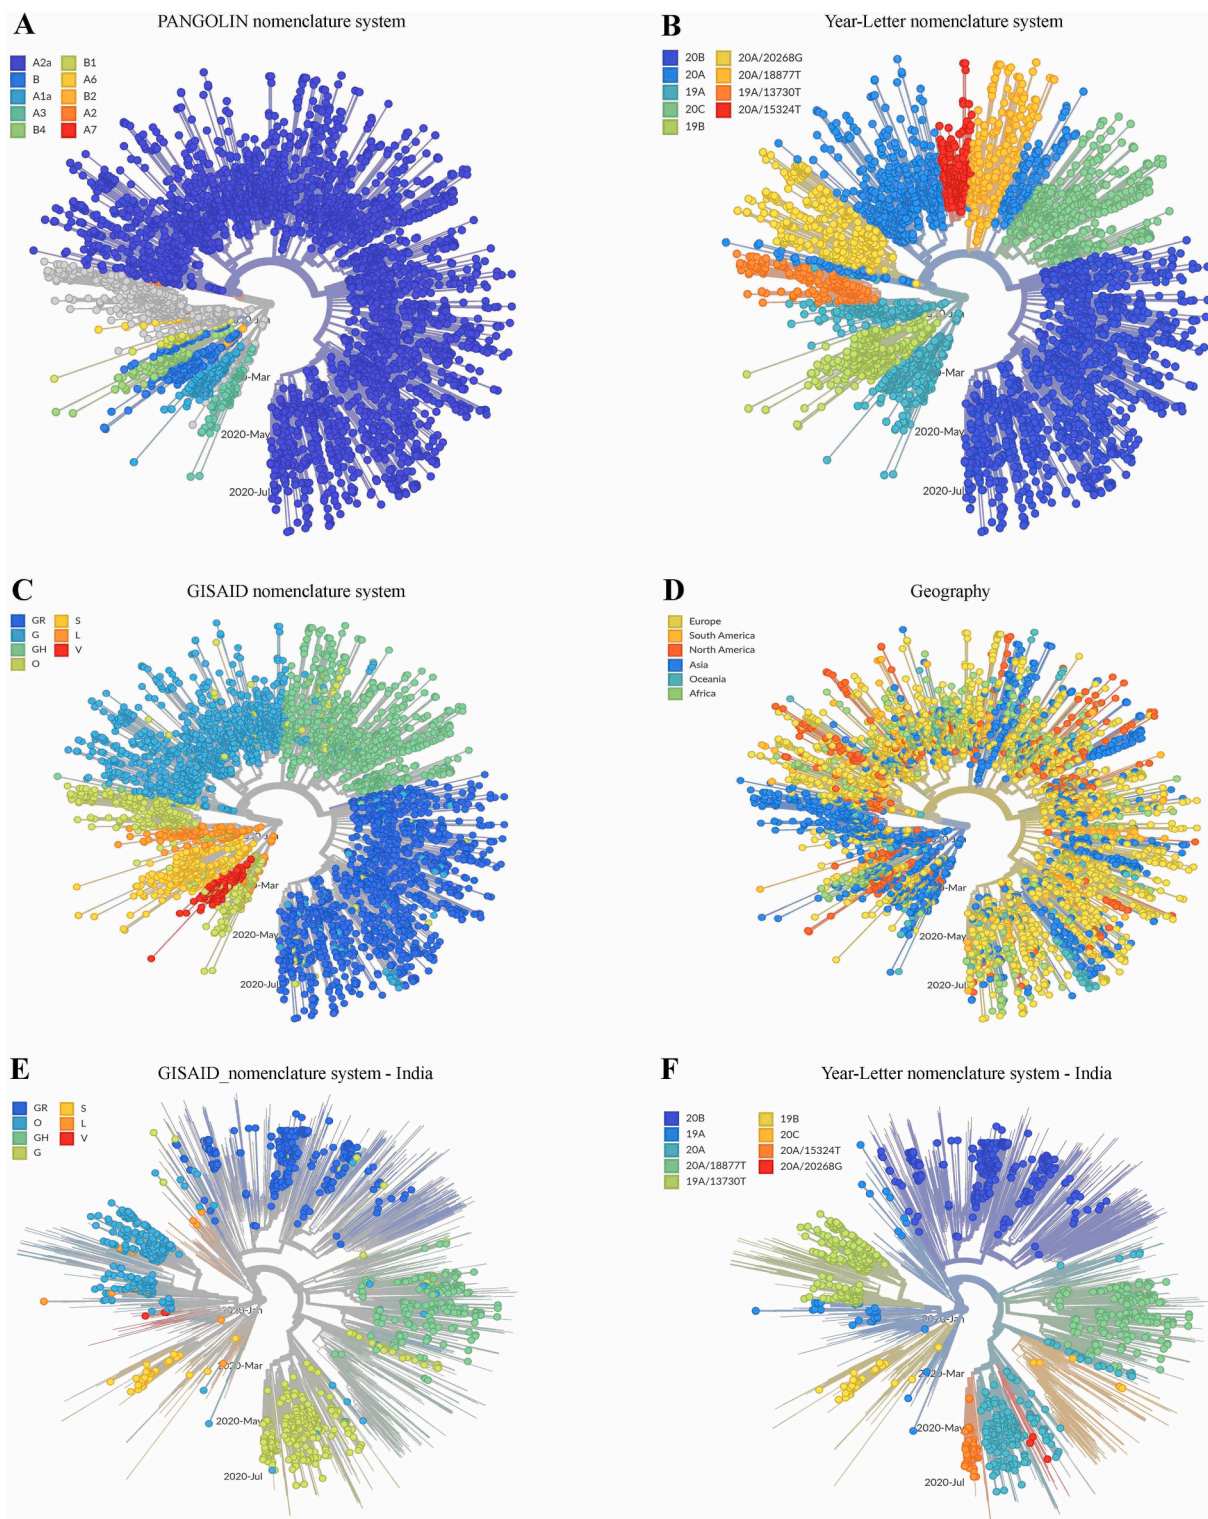 A
PANGOLIN nomenclature system
A2a
B1
B
A6
A1a
B2
A3
A2
B4
A7
-Mar
2020-May
2020-Jul
B
Year-Letter nomenclature system
20B
20A/20268G
20A
20A/18877T
19A
19A/13730T
20C
20A/15324T
19B
-Mar
2020-May
2020-Jul
C
GISAID nomenclature system
GR
S
G
L
GH
V
O
-Mar
2020-May
2020-Jul
D
Geography
Europe
South America
North America
Asia
Oceania
Africa
-Mar
2020-May
2020-Jul
E
GISAID_nomenclature system - India
GR
S
O
L
GH
V
G
2020-Jan
2020-Mar
2020-May
2020-Jul
F
Year-Letter nomenclature system - India
20B
19B
19A
20C
20A
20A/15324T
20A/18877T
20A/20268G
19A/13730T
2020-Jan
2020-Mar
2020-May
2020-Jul